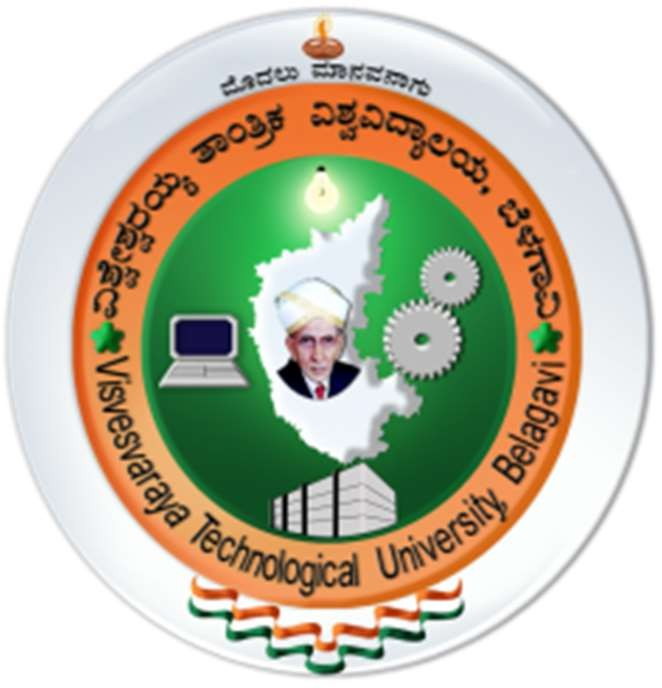 ಮೊದಲು ಮಾನವನಾಗು
ವಿಶ್ವೇಶ್ವರಯ್ಯ ತಾಂತ್ರಿಕ ವಿಶ್ವವಿದ್ಯಾಲಯ, ಬೆಳಗಾವಿ
Visvesvaraya Technological University, Belagavi